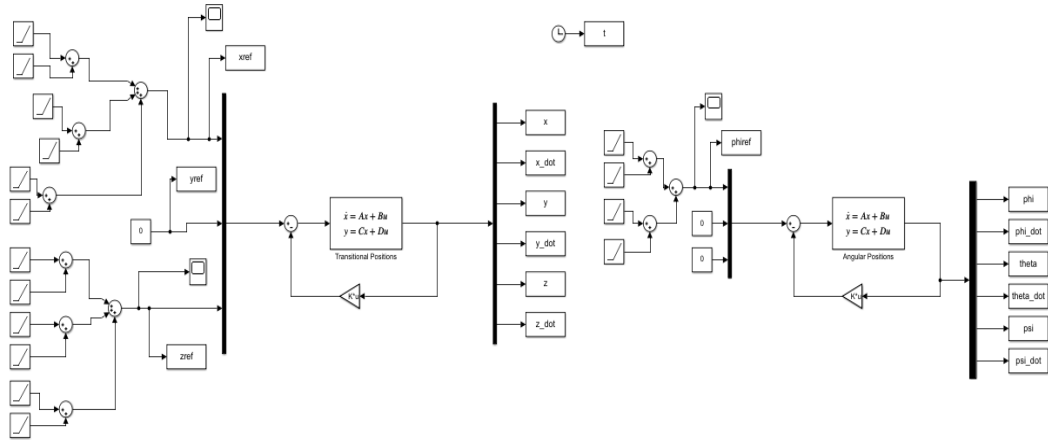 xref
yref
0
zref
ẋ = Ax + Bu
y = Cx + Du
Transitional Positions
K*u
x
x_dot
y
y_dot
z
z_dot
t
phiref
0
0
ẋ = Ax + Bu
y = Cx + Du
Angular Positions
K*u
phi
phi_dot
theta
theta_dot
psi
psi_dot